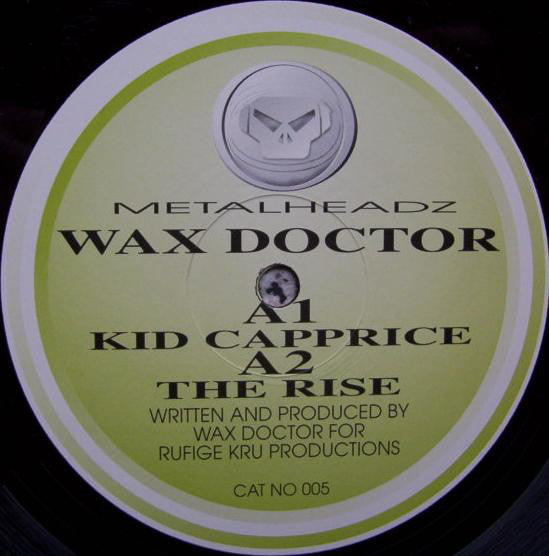 METALHEADZ
WAX DOCTOR
A1
KID CAPPRICE
A2
THE RISE
WRITTEN AND PRODUCED BY
WAX DOCTOR FOR
RUFIGE KRU PRODUCTIONS
CAT NO 005